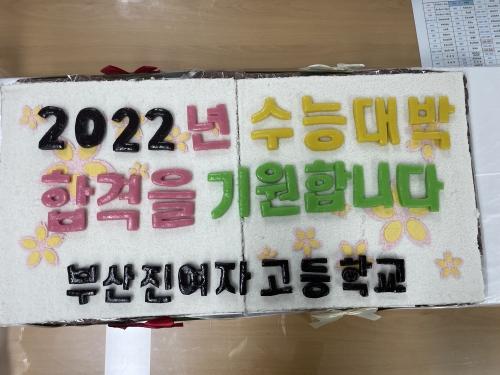 2022년 수능대박
합격을 기원합니다
부산진여자고등학교